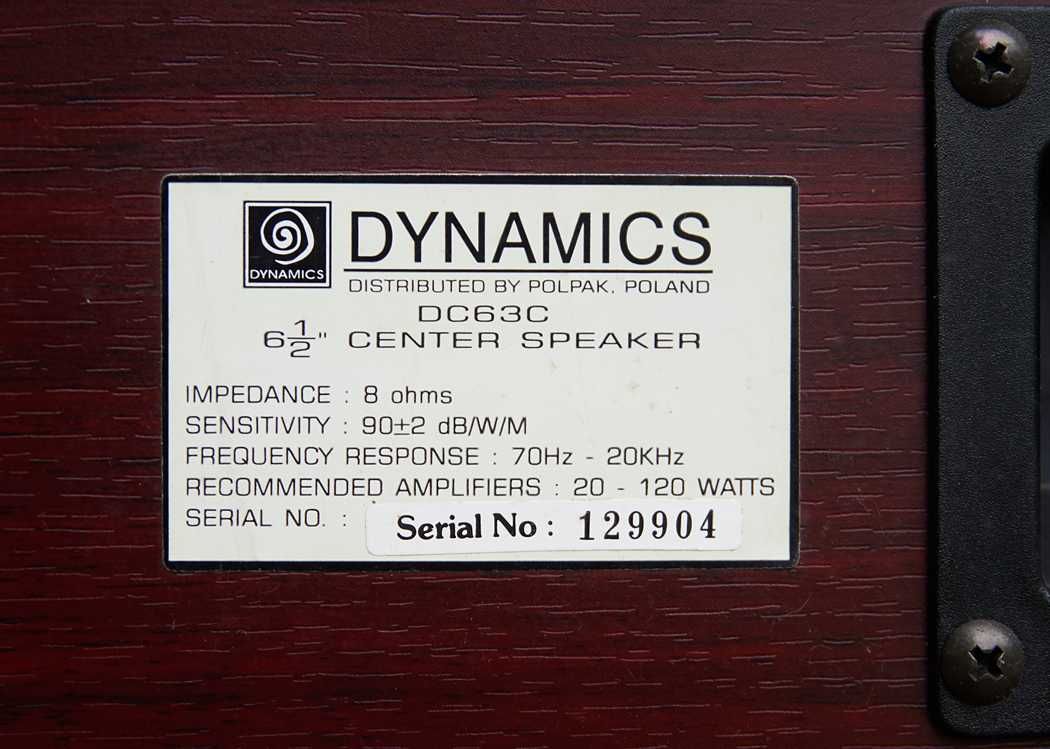 DYNAMICS
DYNAMICS
DISTRIBUTED BY POLPAK, POLAND
DC63C
6 1/2" CENTER SPEAKER
IMPEDANCE : 8 ohms
SENSITIVITY : 90±2 dB/W/M
FREQUENCY RESPONSE : 70Hz - 20KHz
RECOMMENDED AMPLIFIERS : 20 - 120 WATTS
SERIAL NO. : Serial No : 129904